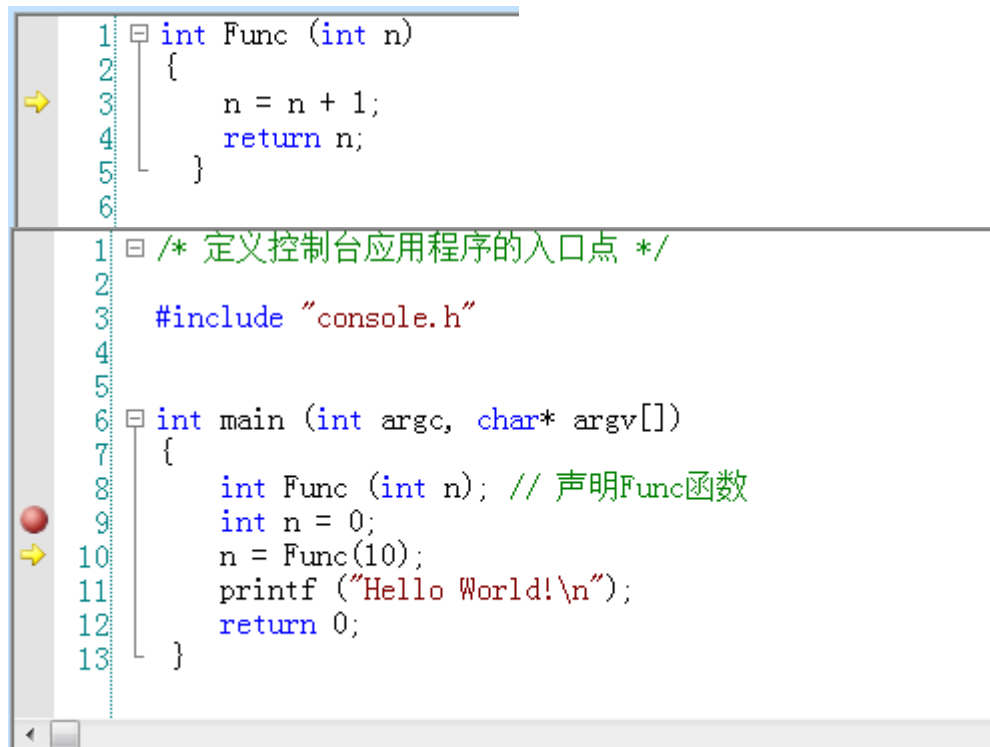 1 int Func (int n)
2 {
3 n = n + 1;
4 return n;
5 }
6
1 /* 定义控制台应用程序的入口点 */
2
3 #include "console.h"
4
5
6 int main (int argc, char* argv[])
7 {
8 int Func (int n); // 声明Func函数
9 int n = 0;
10 n = Func(10);
11 printf ("Hello World!\n");
12 return 0;
13 }